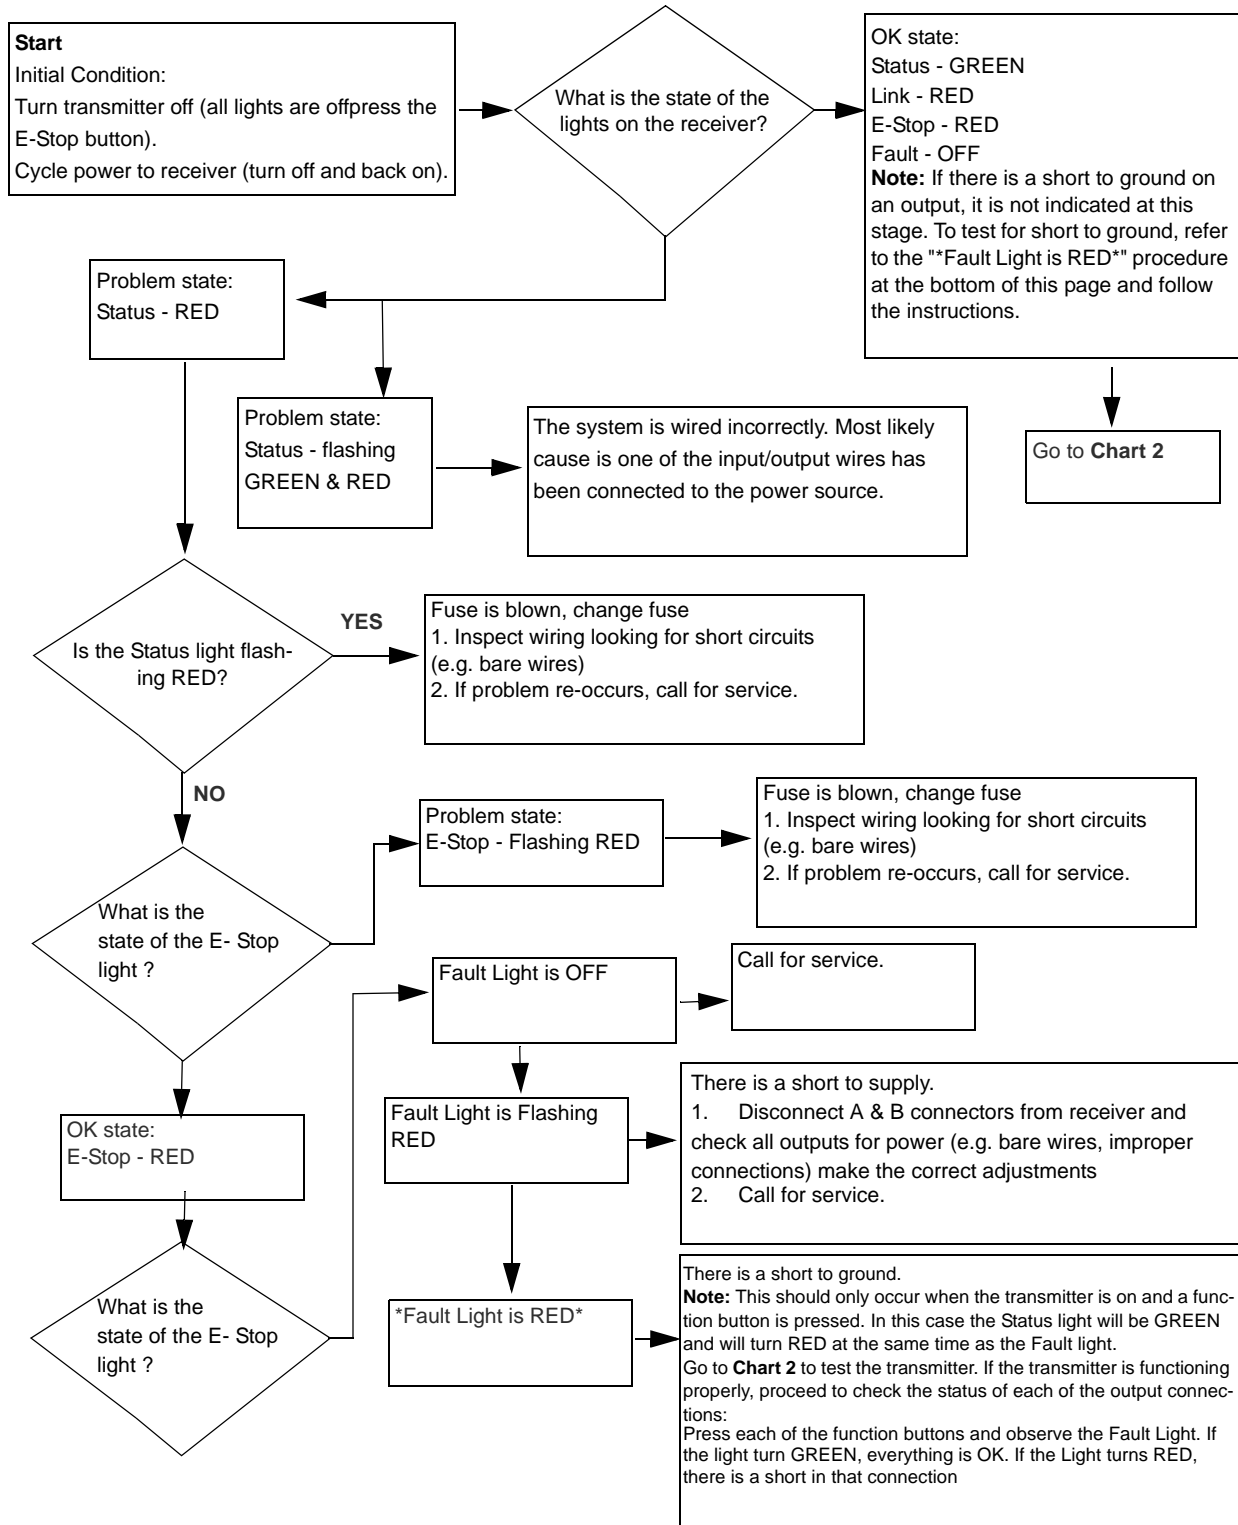 Start
Initial Condition:
Turn transmitter off (all lights are offpress the
E-Stop button).
Cycle power to receiver (turn off and back on).
What is the state of the
lights on the receiver?
OK state:
Status - GREEN
Link - RED
E-Stop - RED
Fault - OFF
Note: If there is a short to ground on
an output, it is not indicated at this
stage. To test for short to ground, refer
to the "*Fault Light is RED*" procedure
at the bottom of this page and follow
the instructions.
Go to Chart 2
Problem state:
Status - RED
Problem state:
Status - flashing
GREEN & RED
The system is wired incorrectly. Most likely
cause is one of the input/output wires has
been connected to the power source.
Is the Status light flash-
ing RED?
YES
Fuse is blown, change fuse
1. Inspect wiring looking for short circuits
(e.g. bare wires)
2. If problem re-occurs, call for service.
NO
What is the
state of the E- Stop
light ?
Problem state:
E-Stop - Flashing RED
Fuse is blown, change fuse
1. Inspect wiring looking for short circuits
(e.g. bare wires)
2. If problem re-occurs, call for service.
OK state:
E-Stop - RED
What is the
state of the E- Stop
light ?
Fault Light is OFF
Call for service.
Fault Light is Flashing
RED
There is a short to supply.
1. Disconnect A & B connectors from receiver and
check all outputs for power (e.g. bare wires, improper
connections) make the correct adjustments
2. Call for service.
*Fault Light is RED*
There is a short to ground.
Note: This should only occur when the transmitter is on and a func-
tion button is pressed. In this case the Status light will be GREEN
and will turn RED at the same time as the Fault light.
Go to Chart 2 to test the transmitter. If the transmitter is functioning
properly, proceed to check the status of each of the output connec-
tions:
Press each of the function buttons and observe the Fault Light. If
the light turn GREEN, everything is OK. If the Light turns RED,
there is a short in that connection